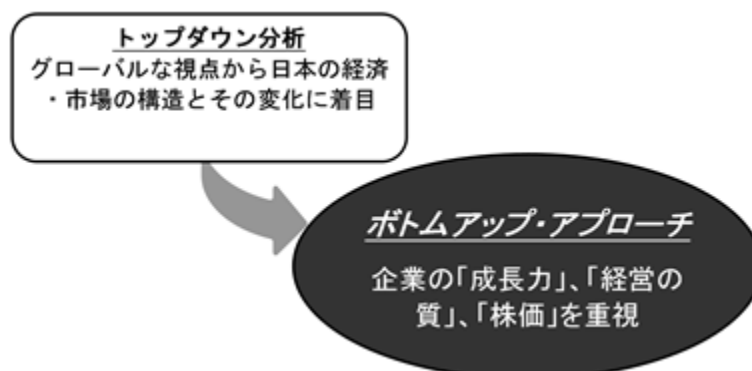 トップダウン分析
グローバルな視点から日本の経済
・市場の構造とその変化に着目
ボトムアップ・アプローチ
企業の「成長力」、「経営の
質」、「株価」を重視